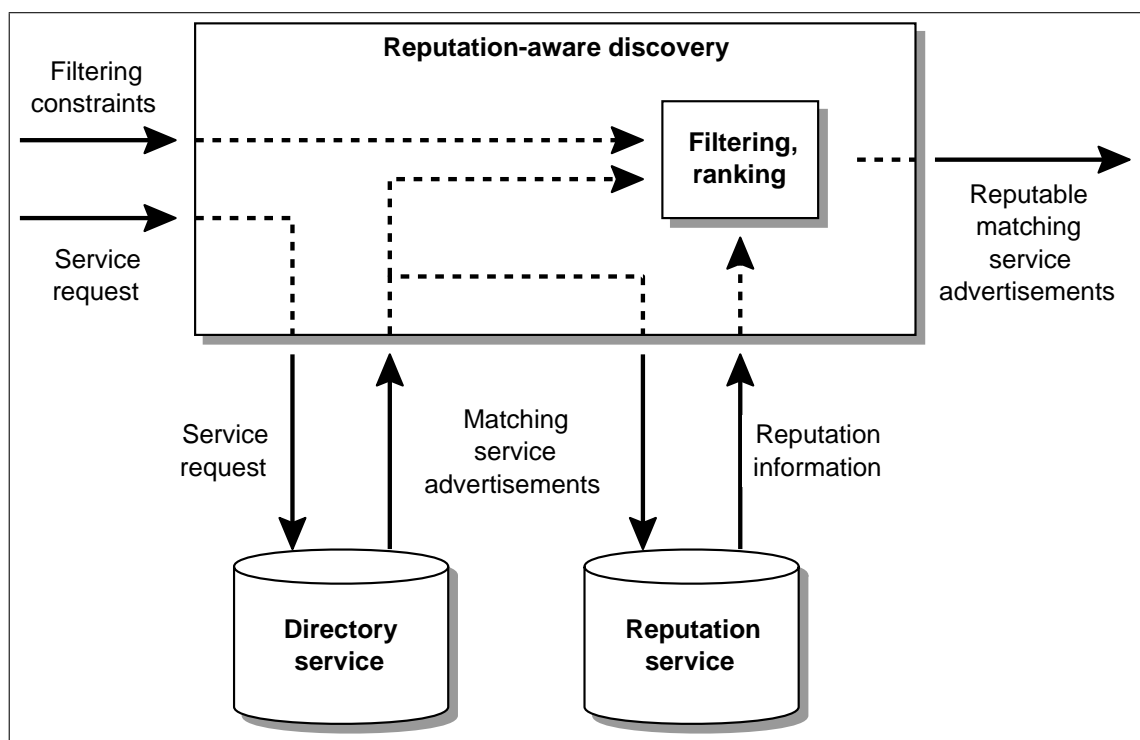 Reputation-aware discovery
Filtering
constraints
Filtering,
ranking
Service
request
Reputable
matching
service
advertisements
Service
request
Matching
service
advertisements
Reputation
information
Directory
service
Reputation
service